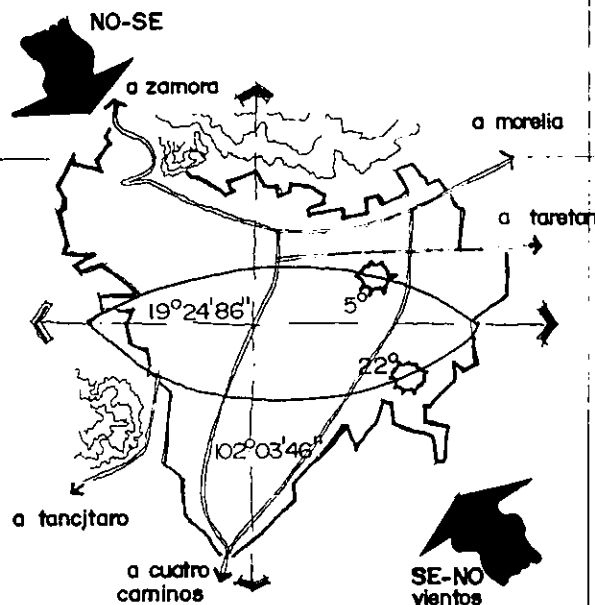 NO-SE
a zamora
a morelia
a taretan
19°24'86"
5°
22°
102°03'46"
a tancjtaro
a cuatro
caminos
SE-NO
vientos